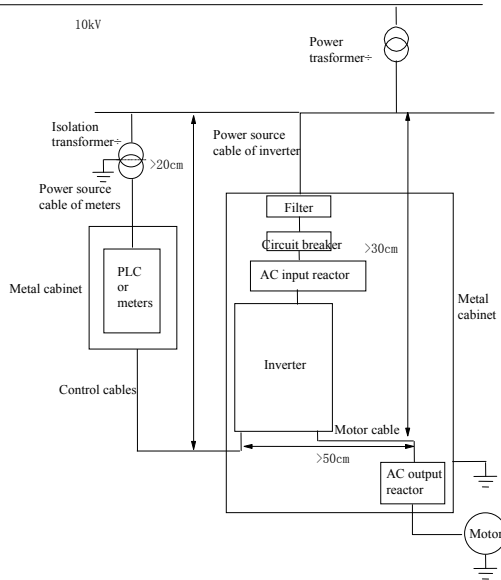 10kV
Power
trasformer÷
Isolation
transformer÷
>20cm
Power source
cable of meters
Power source
cable of inverter
Filter
Circuit breaker
>30cm
AC input reactor
PLC
or
meters
Metal cabinet
Metal
cabinet
Inverter
Control cables
Motor cable
>50cm
AC output
reactor
Motor